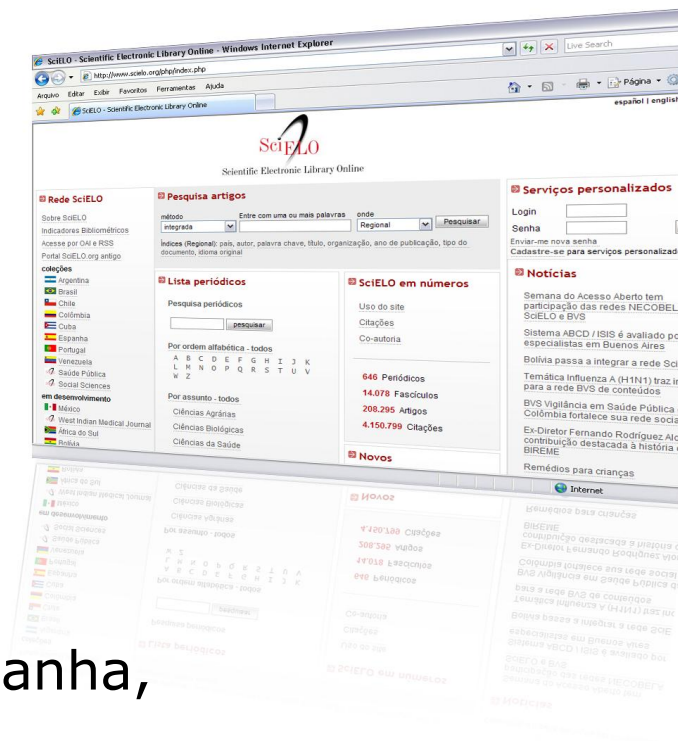 SciELO - Scientific Electronic Library Online - Windows Internet Explorer
http://www.scielo.org/php/index.php
Live Search
Arquivo Editar Exibir Favoritos Ferramentas Ajuda
SciELO - Scientific Electronic Library Online
Página
español | english
SciELO
Scientific Electronic Library Online
Rede SciELO
Sobre SciELO
Indicadores Bibliométricos
Acesse por OAI e RSS
Portal SciELO.org antigo
coleções
Argentina
Brasil
Chile
Colômbia
Cuba
Espanha
Portugal
Venezuela
Saúde Pública
Social Sciences
em desenvolvimento
México
West Indian Medical Journal
África do Sul
Bolívia
Pesquisa artigos
método Entre com uma ou mais palavras onde
integrada Regional Pesquisar
Índices (Regional): país, autor, palavra chave, título, organização, ano de publicação, tipo do
documento, idioma original
Lista periódicos
Pesquisa periódicos
pesquisar
Por ordem alfabética - todos
A B C D E F G H I J K
L M N O P Q R S T U V
W Z
Por assunto - todos
Ciências Agrárias
Ciências Biológicas
Ciências da Saúde
SciELO em números
Uso do site
Citações
Co-autoria
646 Periódicos
14.078 Fascículos
208.295 Artigos
4.150.799 Citações
Novos
Serviços personalizados
Login
Senha
Enviar-me nova senha
Cadastre-se para serviços personalizad
Notícias
Semana do Acesso Aberto tem
participação das redes NECOBEL
SciELO e BVS
Sistema ABCD / ISIS é avaliado po
especialistas em Buenos Aires
Bolívia passa a integrar a rede Sci
Temática Influenza A (H1N1) traz in
para a rede BVS de conteúdos
BVS Vigilância em Saúde Pública
Colômbia fortalece sua rede socia
Ex-Diretor Fernando Rodríguez Alo
contribuição destacada à história
BIREME
Remédios para crianças
Internet
anha,